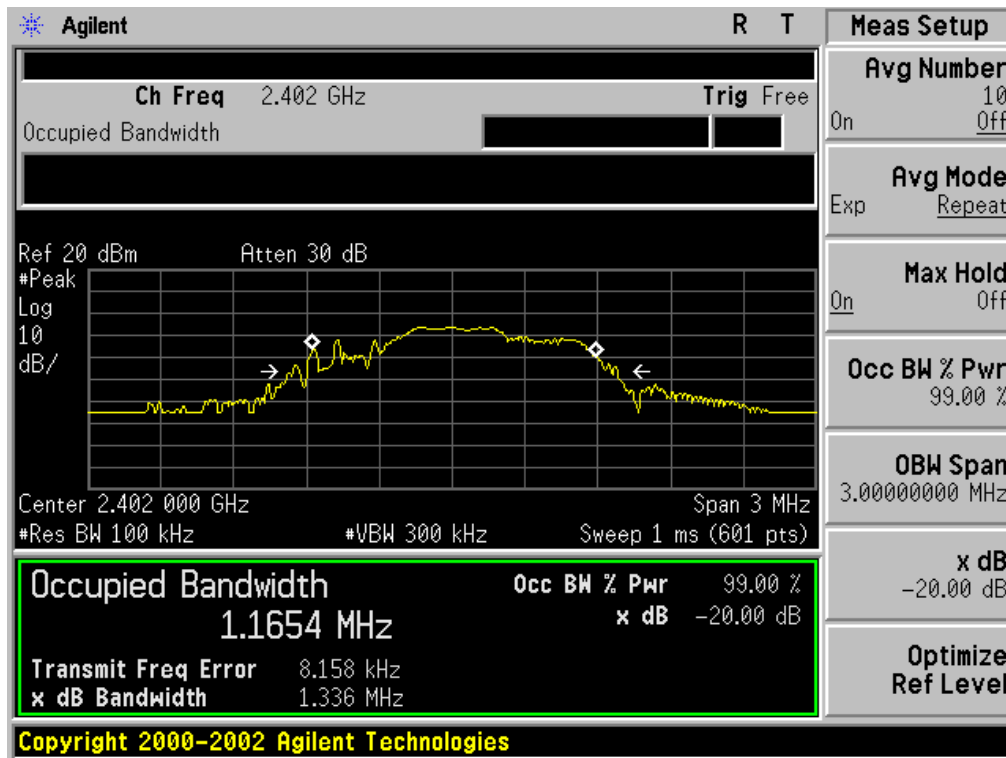 Agilent R T
Ch Freq 2.402 GHz Trig Free
Occupied Bandwidth
Ref 20 dBm Atten 30 dB
#Peak
Log
10
dB/
Center 2.402 000 GHz Span 3 MHz
#Res BW 100 kHz #VBW 300 kHz Sweep 1 ms (601 pts)
Occupied Bandwidth Occ BW % Pwr 99.00 %
1.1654 MHz x dB -20.00 dB
Transmit Freq Error 8.158 kHz
x dB Bandwidth 1.336 MHz
Copyright 2000-2002 Agilent Technologies
Meas Setup
Avg Number
10
On Off
Avg Mode
Exp Repeat
Max Hold
On Off
Occ BW % Pwr
99.00 %
OBW Span
3.00000000 MHz
x dB
-20.00 dB
Optimize
Ref Level